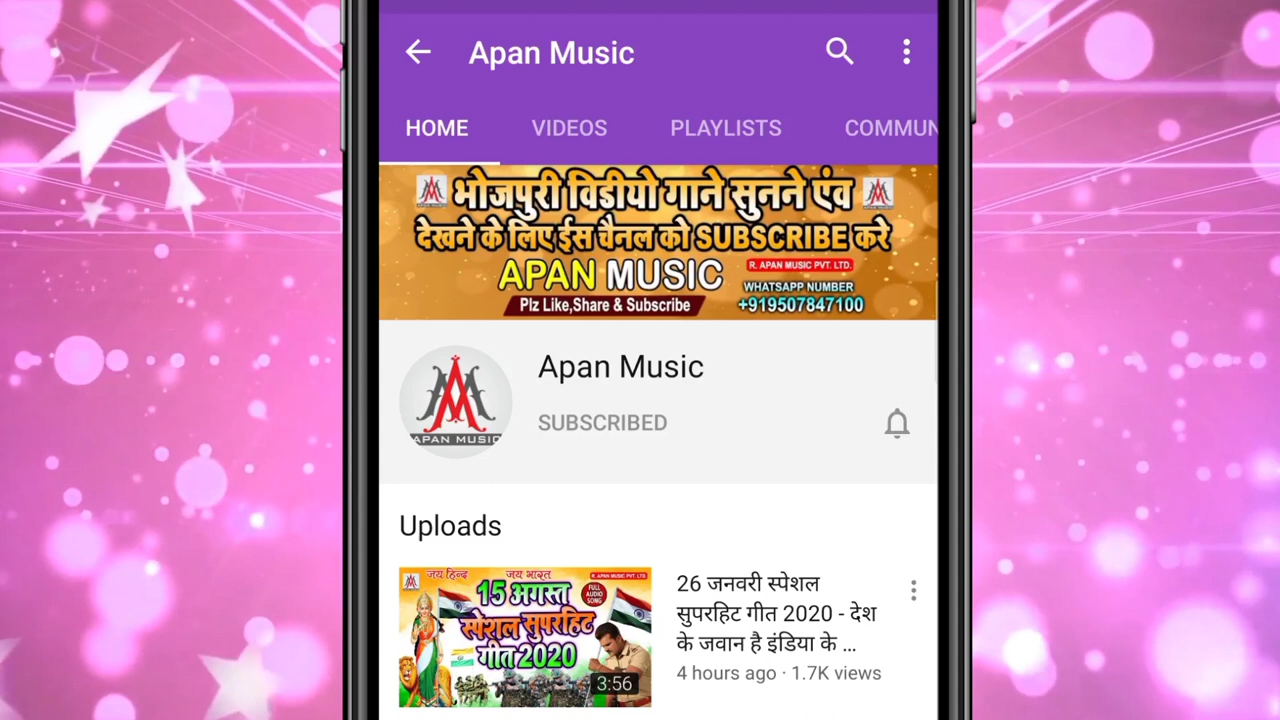 Apan Music
HOME VIDEOS PLAYLISTS COMMUN
भोजपुरी विडीयो गाने सुनने एंव
देखने के लिए ईस चैनल को SUBSCRIBE करे
APAN MUSIC
R. APAN MUSIC PVT. LTD.
WHATSAPP NUMBER
Plz Like,Share & Subscribe
+919507847100
Apan Music
SUBSCRIBED
APAN MUSIC
Uploads
जय हिन्द जय भारत
R. APAN MUSIC PVT. LTD
15 अगस्त
FULL
AUDIO
SONG
स्पेशल सुपरहिट
गीत 2020
3:56
26 जनवरी स्पेशल
सुपरहिट गीत 2020 - देश
के जवान है इंडिया के ...
4 hours ago · 1.7K views